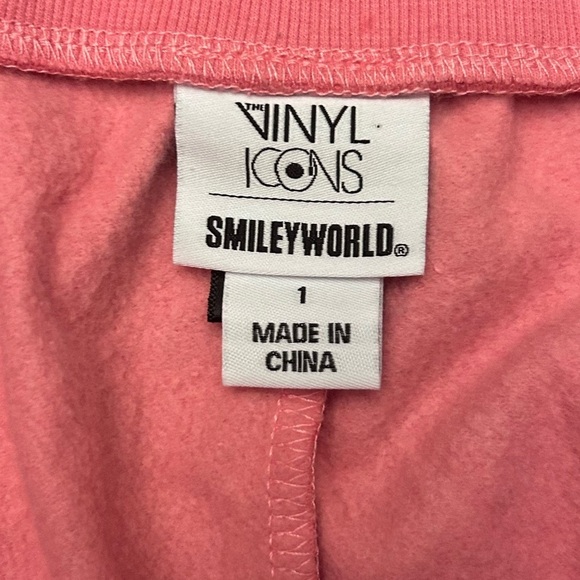 THE
VINYL
ICONS
SMILEYWORLD®
1
MADE IN
CHINA